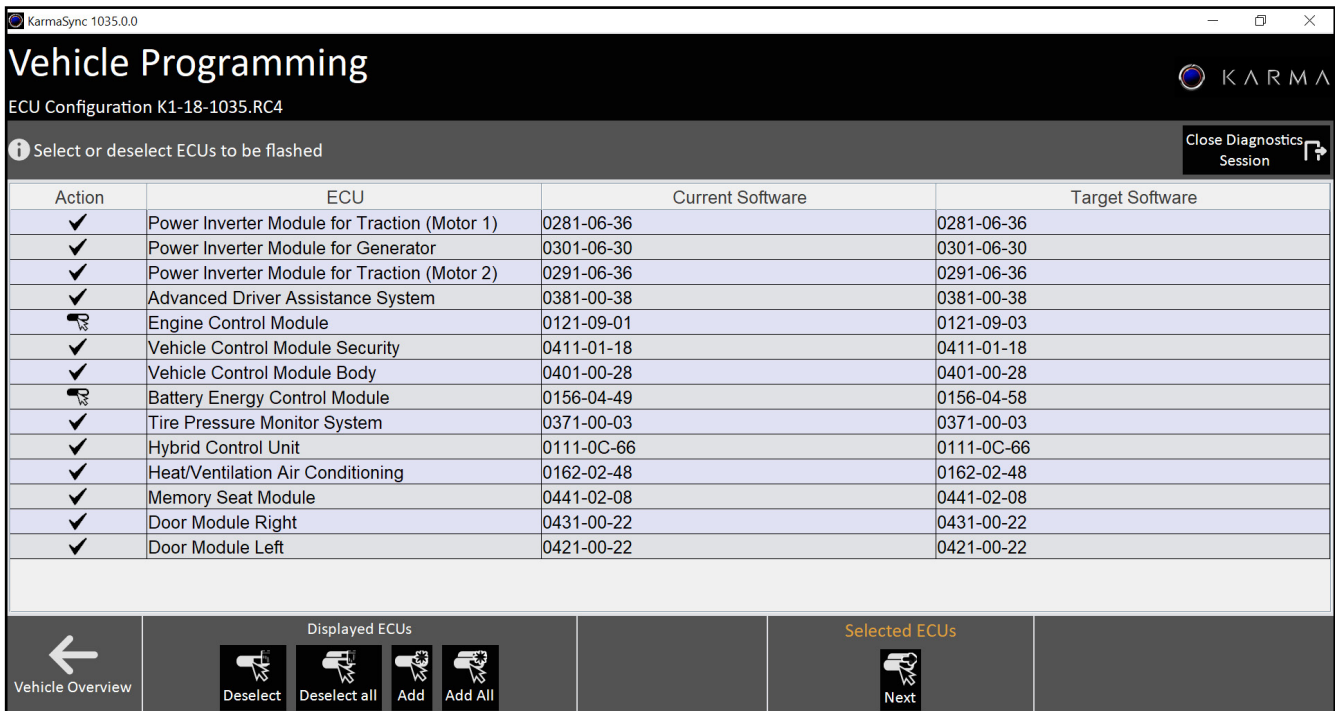 KarmaSync 1035.0.0
Vehicle Programming
KARMA
ECU Configuration K1-18-1035.RC4
Select or deselect ECUs to be flashed
Close Diagnostics
Session
Action ECU Current Software Target Software
Power Inverter Module for Traction (Motor 1) 0281-06-36 0281-06-36
Power Inverter Module for Generator 0301-06-30 0301-06-30
Power Inverter Module for Traction (Motor 2) 0291-06-36 0291-06-36
Advanced Driver Assistance System 0381-00-38 0381-00-38
Engine Control Module 0121-09-01 0121-09-03
Vehicle Control Module Security 0411-01-18 0411-01-18
Vehicle Control Module Body 0401-00-28 0401-00-28
Battery Energy Control Module 0156-04-49 0156-04-58
Tire Pressure Monitor System 0371-00-03 0371-00-03
Hybrid Control Unit 0111-0C-66 0111-0C-66
Heat/Ventilation Air Conditioning 0162-02-48 0162-02-48
Memory Seat Module 0441-02-08 0441-02-08
Door Module Right 0431-00-22 0431-00-22
Door Module Left 0421-00-22 0421-00-22
Displayed ECUs Selected ECUs
Vehicle Overview Deselect Deselect all Add Add All Next